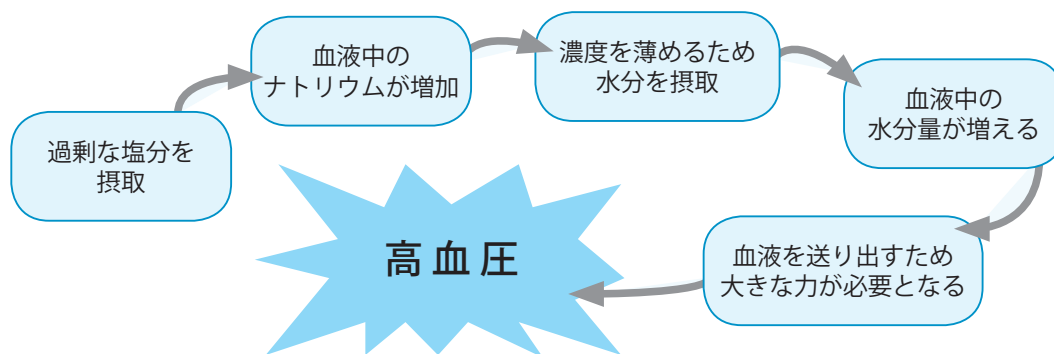 過剰な塩分を
摂取
血液中の
ナトリウムが増加
濃度を薄めるため
水分を摂取
血液中の
水分量が増える
血液を送り出すため
大きな力が必要となる
高血圧